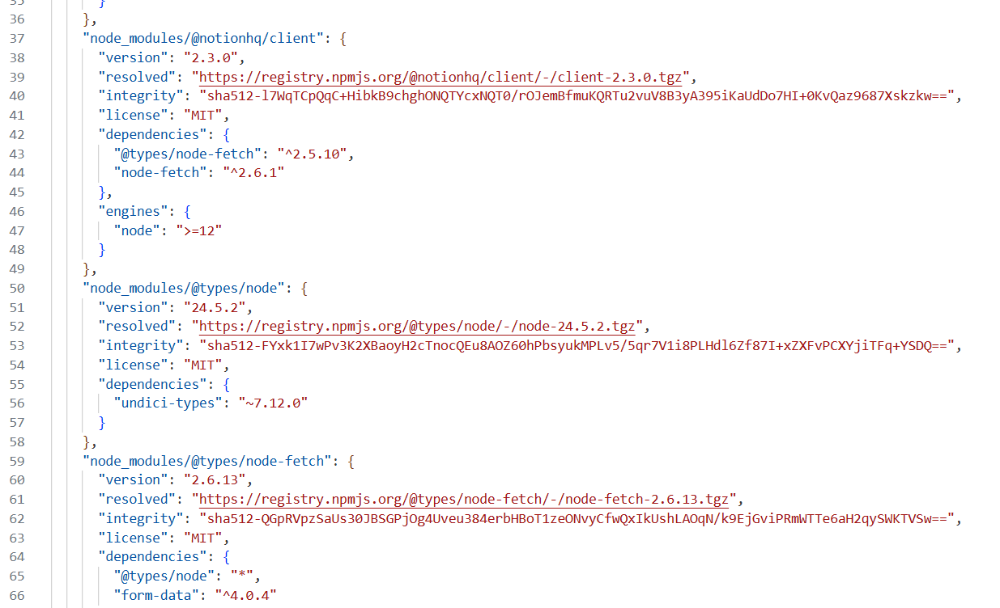 35 }
36 },
37 "node_modules/@notionhq/client": {
38 "version": "2.3.0",
39 "resolved": "https://registry.npmjs.org/@notionhq/client/-/client-2.3.0.tgz",
40 "integrity": "sha512-l7WqTCpQqC+HibkB9chghONQTYcxNQT0/rOJemBfmuKQRTu2vuV8B3yA395iKaUdDo7HI+0KvQaz9687Xskzkw==",
41 "license": "MIT",
42 "dependencies": {
43 "@types/node-fetch": "^2.5.10",
44 "node-fetch": "^2.6.1"
45 },
46 "engines": {
47 "node": ">=12"
48 }
49 },
50 "node_modules/@types/node": {
51 "version": "24.5.2",
52 "resolved": "https://registry.npmjs.org/@types/node/-/node-24.5.2.tgz",
53 "integrity": "sha512-FYxk1I7wPv3K2XBaoyH2cTnocQEu8AOZ60hPbsyukMPLv5/5qr7V1i8PLHdl6Zf87I+xZXFvPCXYjiTFq+YSDQ==",
54 "license": "MIT",
55 "dependencies": {
56 "undici-types": "~7.12.0"
57 }
58 },
59 "node_modules/@types/node-fetch": {
60 "version": "2.6.13",
61 "resolved": "https://registry.npmjs.org/@types/node-fetch/-/node-fetch-2.6.13.tgz",
62 "integrity": "sha512-QGpRVpzSaUs30JBSGPjOg4Uveu384erbHBoT1zeONvyCfwQxIkUshLAOqN/k9EjGviPRmWTTe6aH2qySWKTVSw==",
63 "license": "MIT",
64 "dependencies": {
65 "@types/node": "*",
66 "form-data": "^4.0.4"